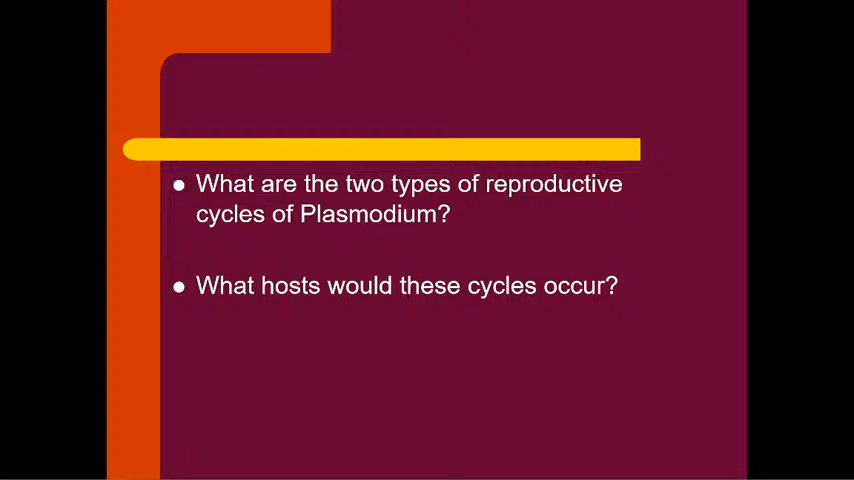 ● What are the two types of reproductive
cycles of Plasmodium?
● What hosts would these cycles occur?